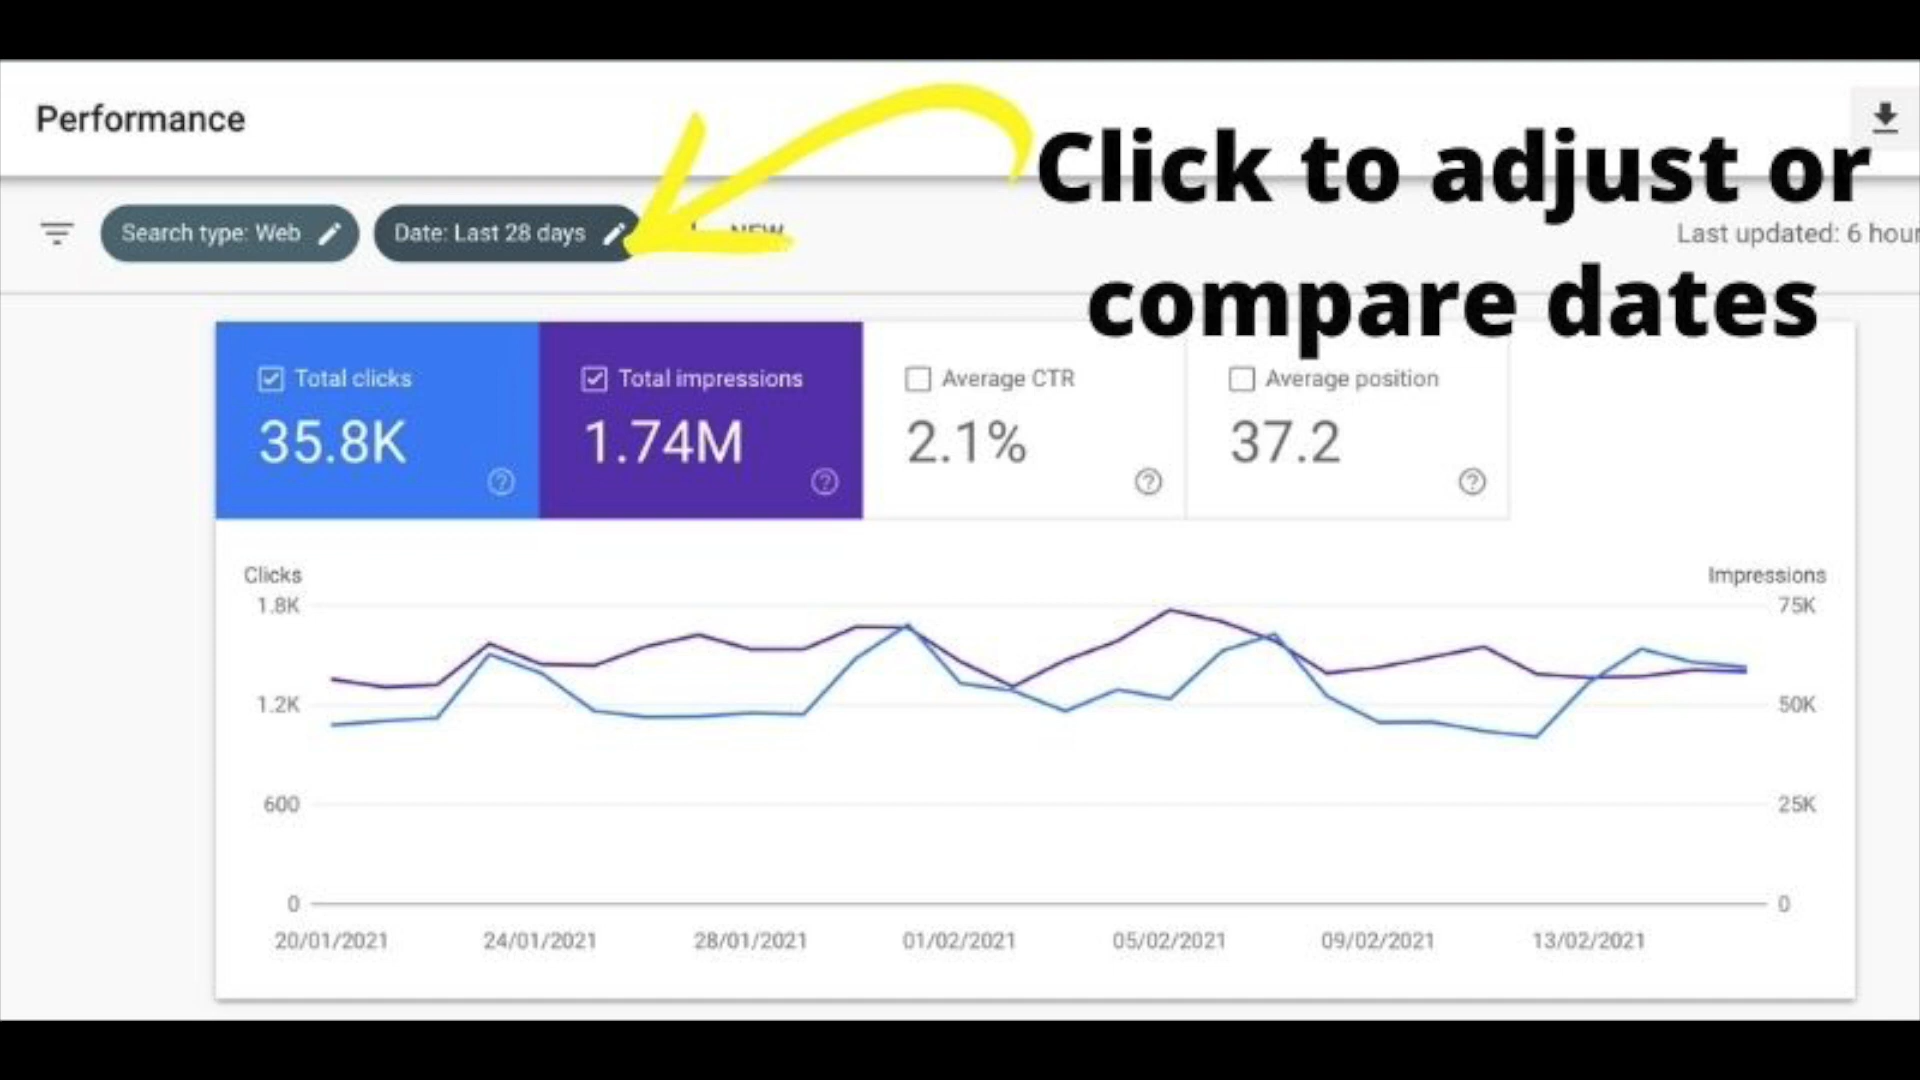 Performance
Click to adjust or
compare dates
Search type: Web
Date: Last 28 days
NEW
Last updated: 6 hour
Total clicks
35.8K
Total impressions
1.74M
Average CTR
2.1%
Average position
37.2
Clicks
Impressions
1.8K
75K
1.2K
50K
600
25K
0
0
20/01/2021 24/01/2021 28/01/2021 01/02/2021 05/02/2021 09/02/2021 13/02/2021